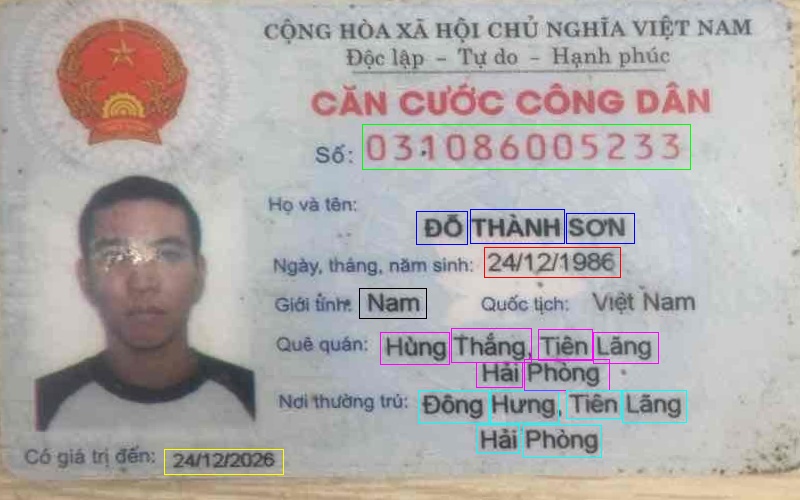 CỘNG HÒA XÃ HỘI CHỦ NGHĨA VIỆT NAM
Độc lập – Tự do – Hạnh phúc
CĂN CƯỚC CÔNG DÂN
Số: 031086005233
Họ và tên:
ĐỖ THÀNH SƠN
Ngày, tháng, năm sinh: 24/12/1986
Giới tính: Nam Quốc tịch: Việt Nam
Quê quán: Hùng Thắng, Tiên Lãng
Hải Phòng
Nơi thường trú: Đông Hưng, Tiên Lãng
Hải Phòng
Có giá trị đến: 24/12/2026